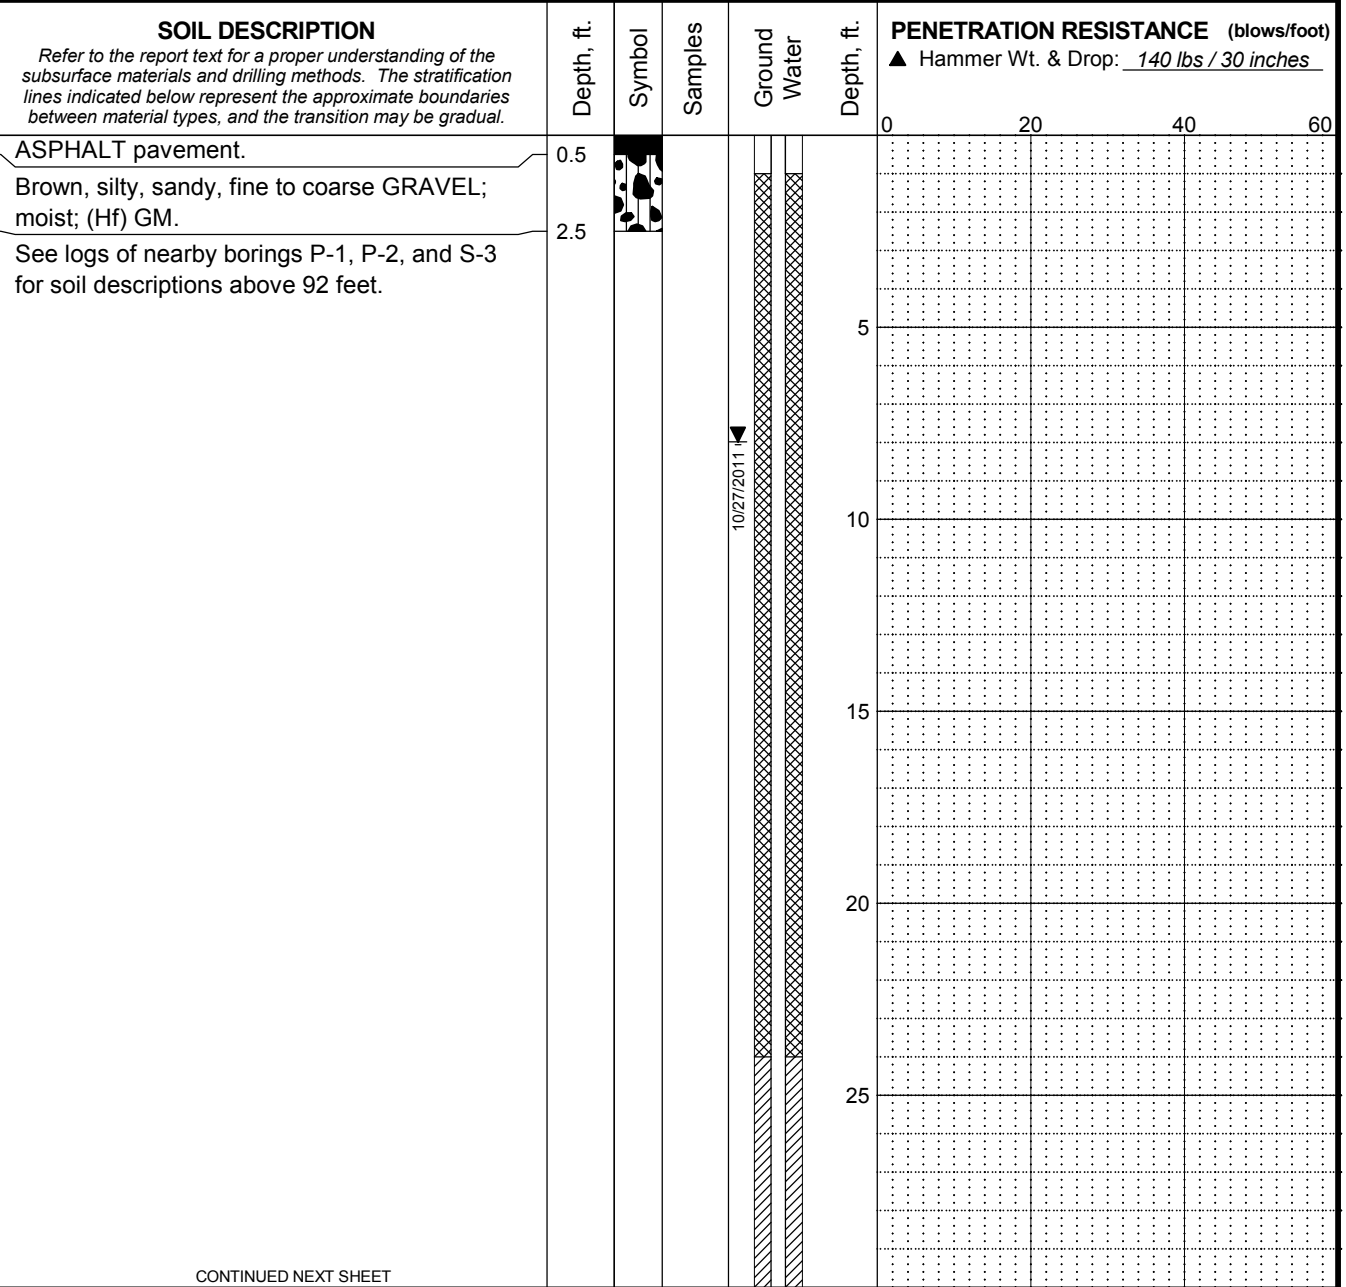 SOIL DESCRIPTION
Refer to the report text for a proper understanding of the
subsurface materials and drilling methods. The stratification
lines indicated below represent the approximate boundaries
between material types, and the transition may be gradual.
Depth, ft.
Symbol
Samples
Ground
Water
Depth, ft.
PENETRATION RESISTANCE (blows/foot)
▲ Hammer Wt. & Drop: 140 lbs / 30 inches
0 20 40 60
ASPHALT pavement.
0.5
Brown, silty, sandy, fine to coarse GRAVEL;
moist; (Hf) GM.
2.5
See logs of nearby borings P-1, P-2, and S-3
for soil descriptions above 92 feet.
10/27/2011
5
10
15
20
25
CONTINUED NEXT SHEET